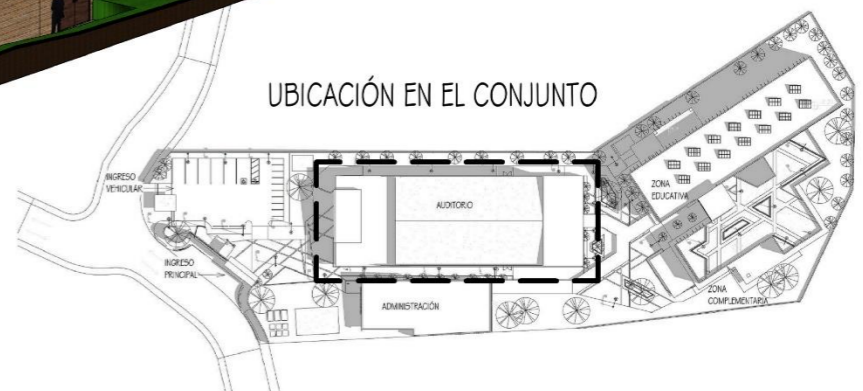 UBICACIÓN EN EL CONJUNTO
INGRESO
VEHICULAR
AUDITORIO
ZONA
EDUCATIVA
INGRESO
PRINCIPAL
ADMINISTRACIÓN
ZONA
COMPLEMENTARIA